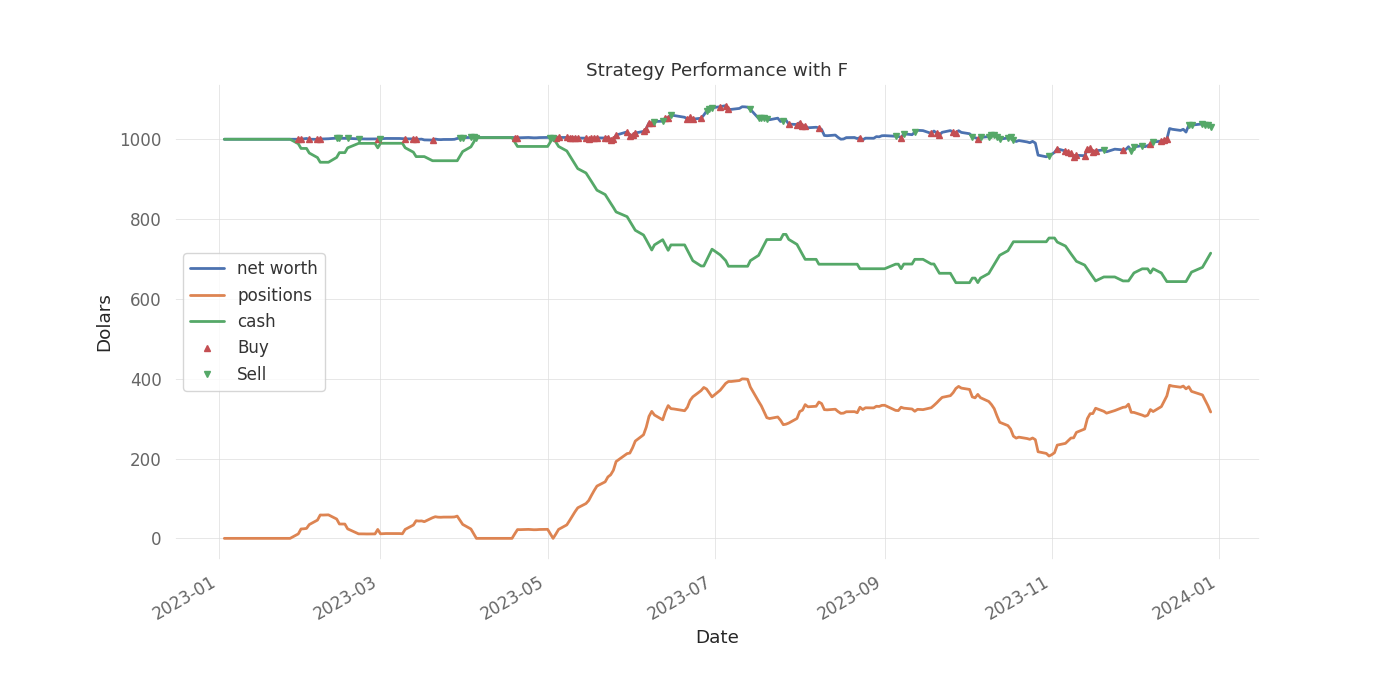 Strategy Performance with F
1000
800
600
400
200
0
Dolars
net worth
positions
cash
Buy
Sell
2023-01
2023-03
2023-05
2023-07
2023-09
2023-11
2024-01
Date